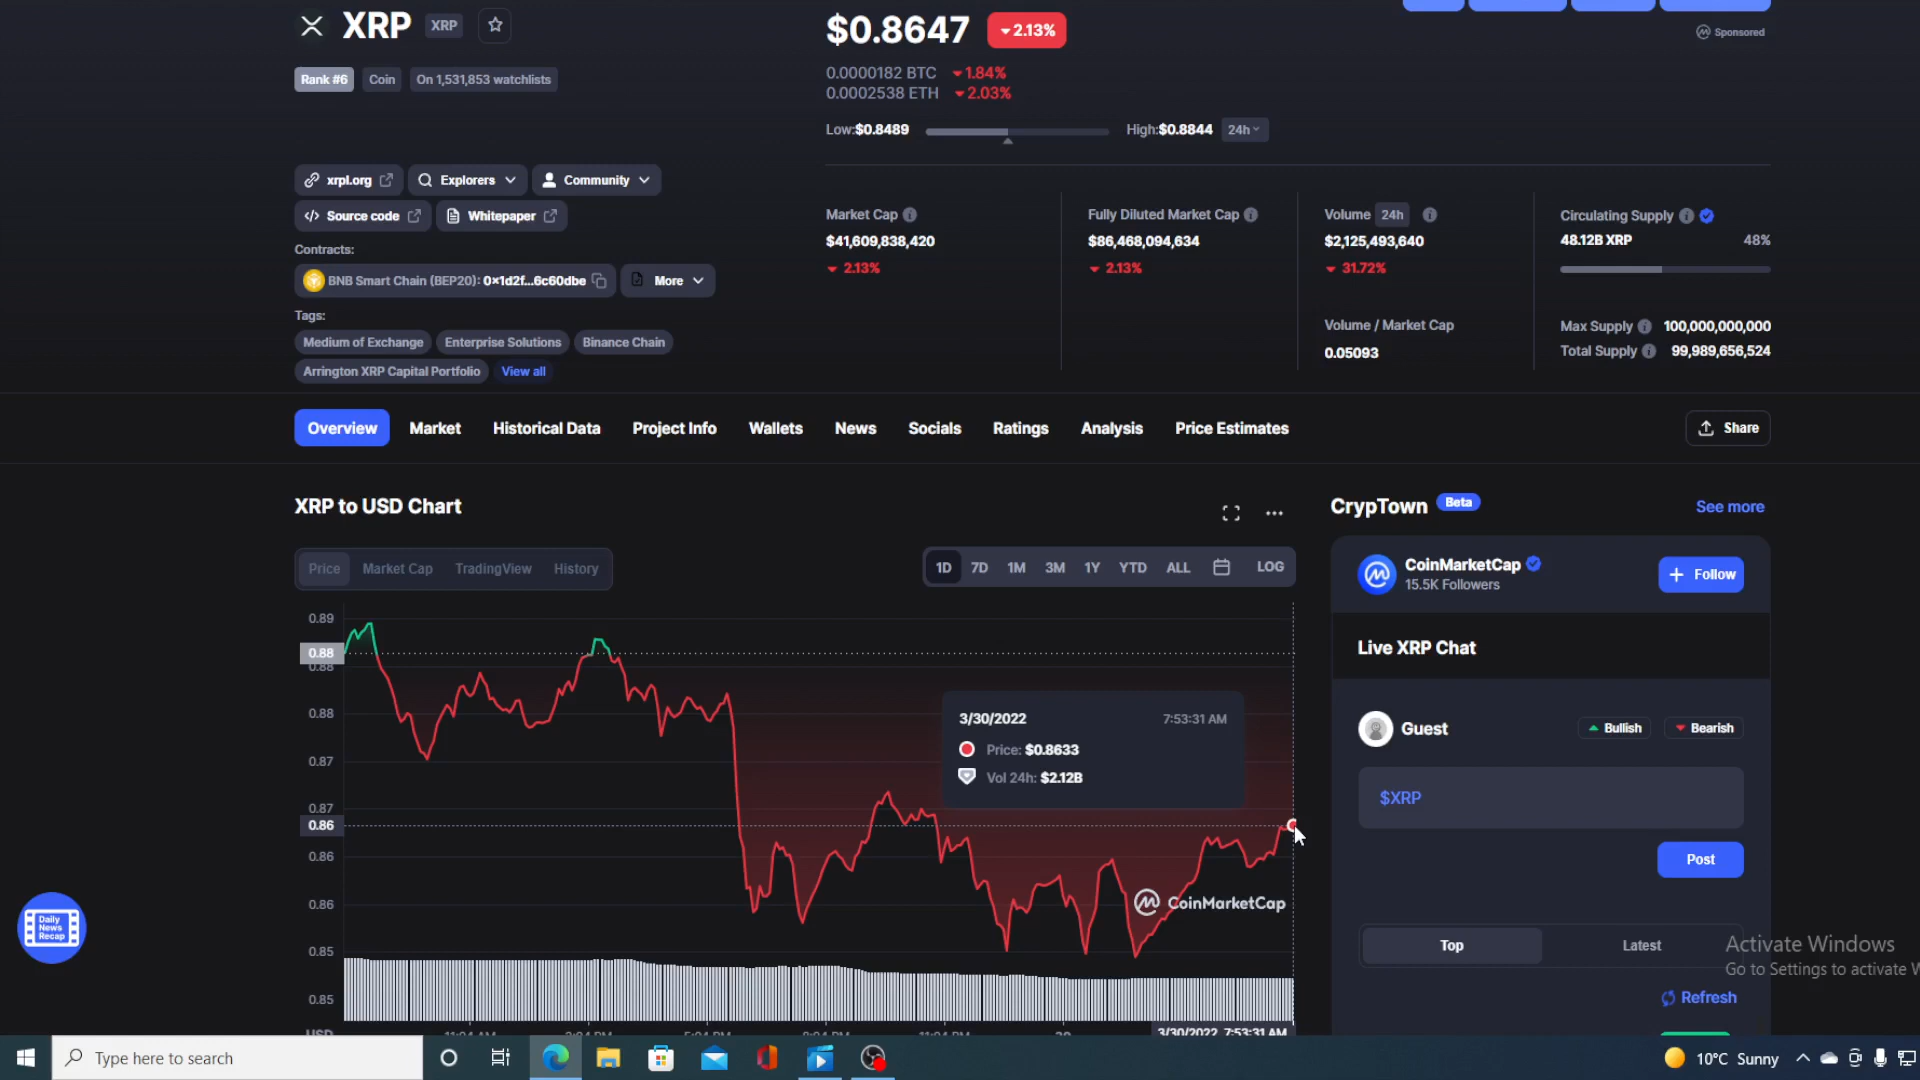 XRP XRP
$0.8647 2.13%
Sponsored
0.0000182 BTC 1.84%
0.0002538 ETH 2.03%
Rank #6 Coin On 1,531,853 watchlists
Low:$0.8489 High:$0.8844 24h
xrpl.org Explorers Community
Source code Whitepaper
Contracts:
BNB Smart Chain (BEP20): 0x1d2f...6c60dbe More
Tags:
Medium of Exchange Enterprise Solutions Binance Chain
Arrington XRP Capital Portfolio View all
Market Cap
$41,609,838,420
2.13%
Fully Diluted Market Cap
$86,468,094,634
2.13%
Volume 24h
$2,125,493,640
31.72%
Volume / Market Cap
0.05093
Circulating Supply
48.12B XRP 48%
Max Supply 100,000,000,000
Total Supply 99,989,656,524
Overview Market Historical Data Project Info Wallets News Socials Ratings Analysis Price Estimates Share
XRP to USD Chart
Price Market Cap TradingView History
1D 7D 1M 3M 1Y YTD ALL LOG
0.89
0.88
0.88
0.88
0.87
0.87
0.86
0.86
0.86
0.85
0.85
USD
3/30/2022 7:53:31 AM
Price: $0.8633
Vol 24h: $2.12B
CoinMarketCap
3/30/2022 7:53:31 AM
CrypTown Beta See more
CoinMarketCap
15.5K Followers
Follow
Live XRP Chat
Guest Bullish Bearish
$XRP
Post
Top Latest
Refresh
Activate Windows
Go to Settings to activate W
Daily
News
Recap
Type here to search
10°C Sunny